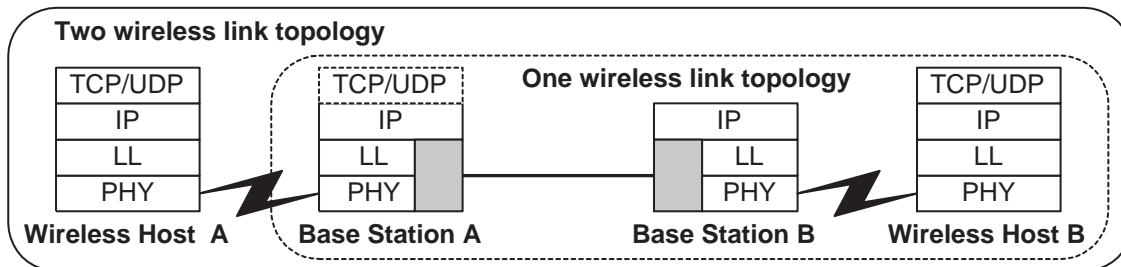 Two wireless link topology
One wireless link topology
TCP/UDP
IP
LL
PHY
Wireless Host A
TCP/UDP
IP
LL
PHY
Base Station A
IP
LL
PHY
Base Station B
TCP/UDP
IP
LL
PHY
Wireless Host B